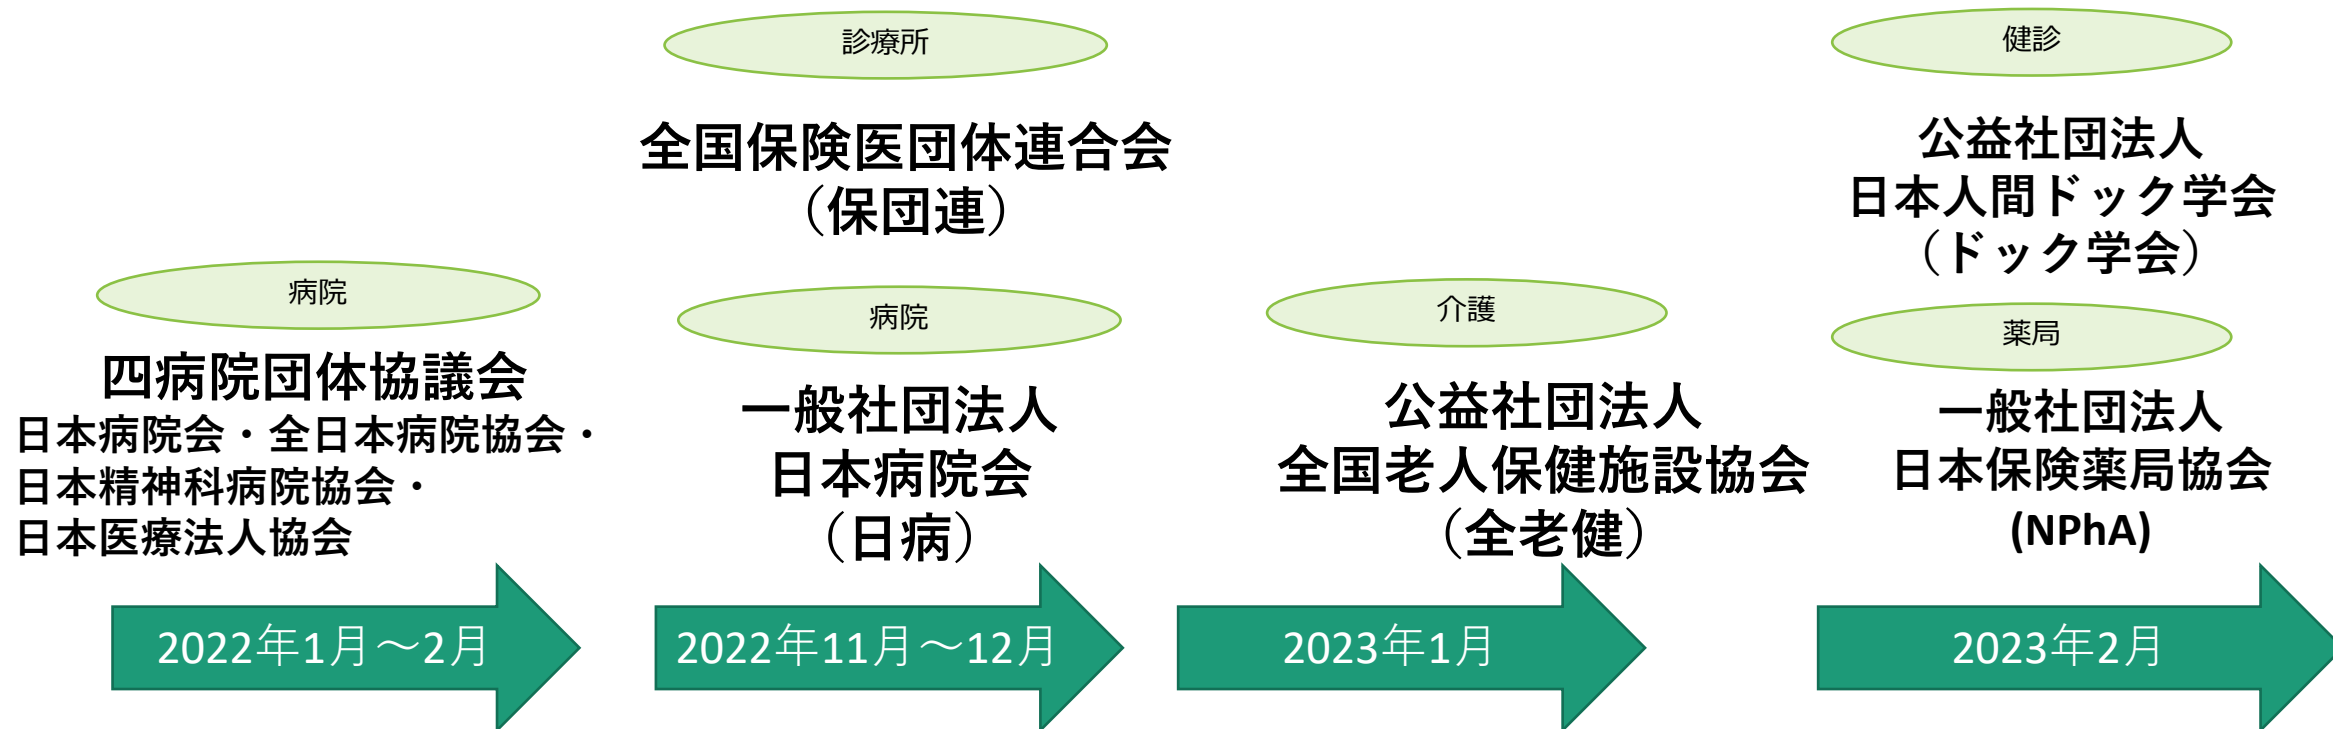 病院
四病院団体協議会
日本病院会・全日本病院協会・
日本精神科病院協会・
日本医療法人協会
2022年1月～2月
診療所
全国保険医団体連合会
（保団連）
病院
一般社団法人
日本病院会
（日病）
2022年11月～12月
介護
公益社団法人
全国老人保健施設協会
（全老健）
2023年1月
健診
公益社団法人
日本人間ドック学会
（ドック学会）
薬局
一般社団法人
日本保険薬局協会
(NPhA)
2023年2月